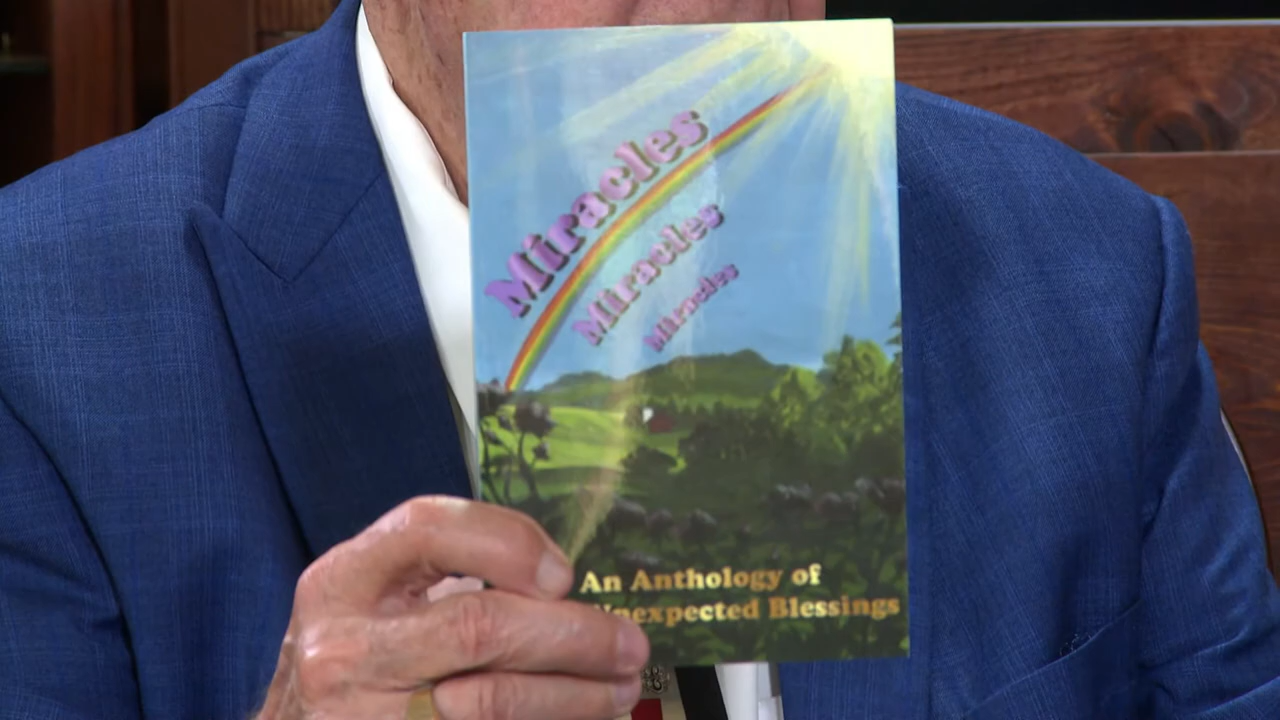 Miracles
Miracles
Miracles
An Anthology of
Unexpected Blessings